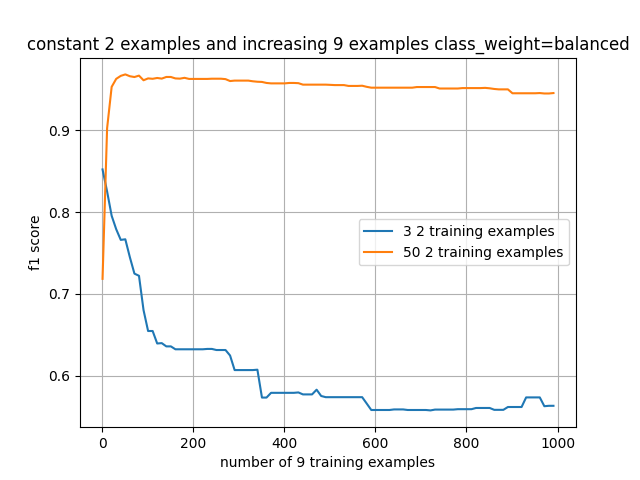 constant 2 examples and increasing 9 examples class_weight=balanced
f1 score
0.9
0.8
0.7
0.6
3 2 training examples
50 2 training examples
0
200
400
600
800
1000
number of 9 training examples